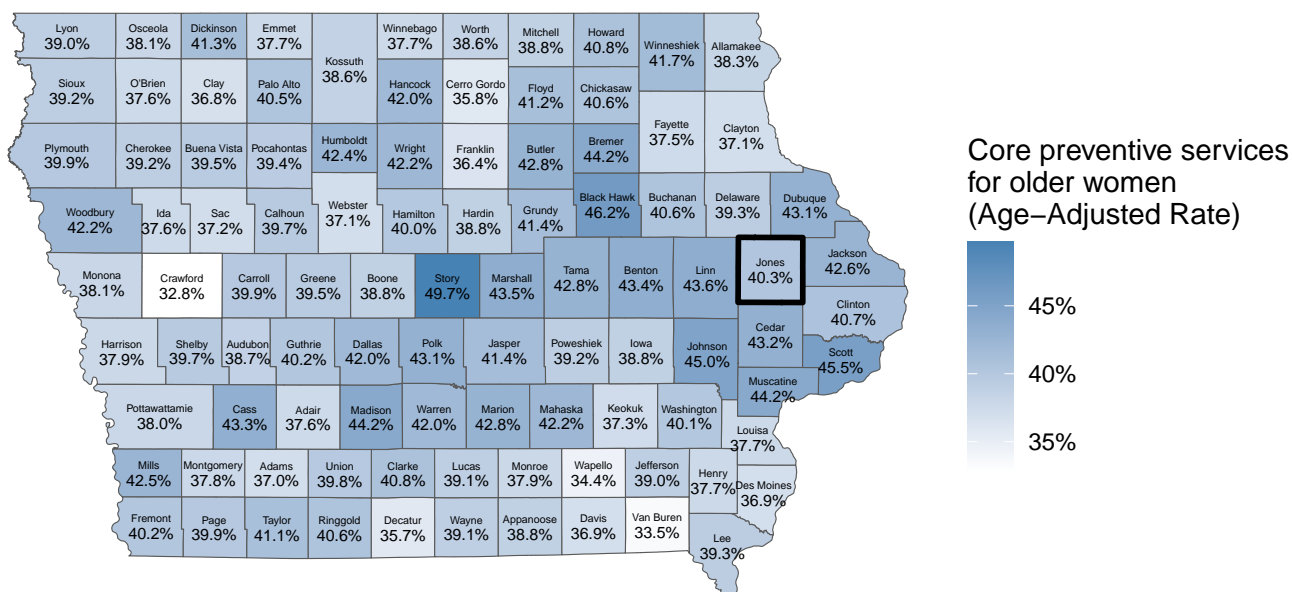 Lyon
39.0%
Osceola
38.1%
Dickinson
41.3%
Emmet
37.7%
Kossuth
38.6%
Winnebago
37.7%
Worth
38.6%
Mitchell
38.8%
Howard
40.8%
Winneshiek
41.7%
Allamakee
38.3%
Sioux
39.2%
O'Brien
37.6%
Clay
36.8%
Palo Alto
40.5%
Hancock
42.0%
Cerro Gordo
35.8%
Floyd
41.2%
Chickasaw
40.6%
Fayette
37.5%
Clayton
37.1%
Plymouth
39.9%
Cherokee
39.2%
Buena Vista
39.5%
Pocahontas
39.4%
Humboldt
42.4%
Wright
42.2%
Franklin
36.4%
Butler
42.8%
Bremer
44.2%
Woodbury
42.2%
Ida
37.6%
Sac
37.2%
Calhoun
39.7%
Webster
37.1%
Hamilton
40.0%
Hardin
38.8%
Grundy
41.4%
Black Hawk
46.2%
Buchanan
40.6%
Delaware
39.3%
Dubuque
43.1%
Monona
38.1%
Crawford
32.8%
Carroll
39.9%
Greene
39.5%
Boone
38.8%
Story
49.7%
Marshall
43.5%
Tama
42.8%
Benton
43.4%
Linn
43.6%
Jones
40.3%
Jackson
42.6%
Clinton
40.7%
Harrison
37.9%
Shelby
39.7%
Audubon
38.7%
Guthrie
40.2%
Dallas
42.0%
Polk
43.1%
Jasper
41.4%
Poweshiek
39.2%
Iowa
38.8%
Johnson
45.0%
Cedar
43.2%
Scott
45.5%
Muscatine
44.2%
Pottawattamie
38.0%
Cass
43.3%
Adair
37.6%
Madison
44.2%
Warren
42.0%
Marion
42.8%
Mahaska
42.2%
Keokuk
37.3%
Washington
40.1%
Louisa
37.7%
Mills
42.5%
Montgomery
37.8%
Adams
37.0%
Union
39.8%
Clarke
40.8%
Lucas
39.1%
Monroe
37.9%
Wapello
34.4%
Jefferson
39.0%
Henry
37.7%
Des Moines
36.9%
Fremont
40.2%
Page
39.9%
Taylor
41.1%
Ringgold
40.6%
Decatur
35.7%
Wayne
39.1%
Appanoose
38.8%
Davis
36.9%
Van Buren
33.5%
Lee
39.3%
Core preventive services
for older women
(Age−Adjusted Rate)
45%
40%
35%